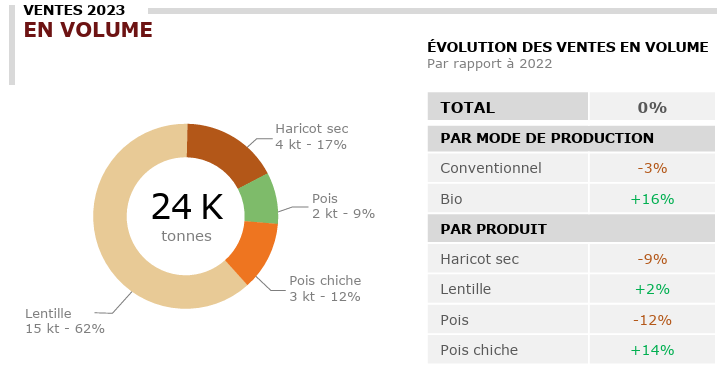 VENTES 2023
EN VOLUME
ÉVOLUTION DES VENTES EN VOLUME
Par rapport à 2022
Haricot sec
4 kt - 17%
Pois
2 kt - 9%
24 K
tonnes
Pois chiche
3 kt - 12%
Lentille
15 kt - 62%
TOTAL 0%
PAR MODE DE PRODUCTION
Conventionnel -3%
Bio +16%
PAR PRODUIT
Haricot sec -9%
Lentille +2%
Pois -12%
Pois chiche +14%